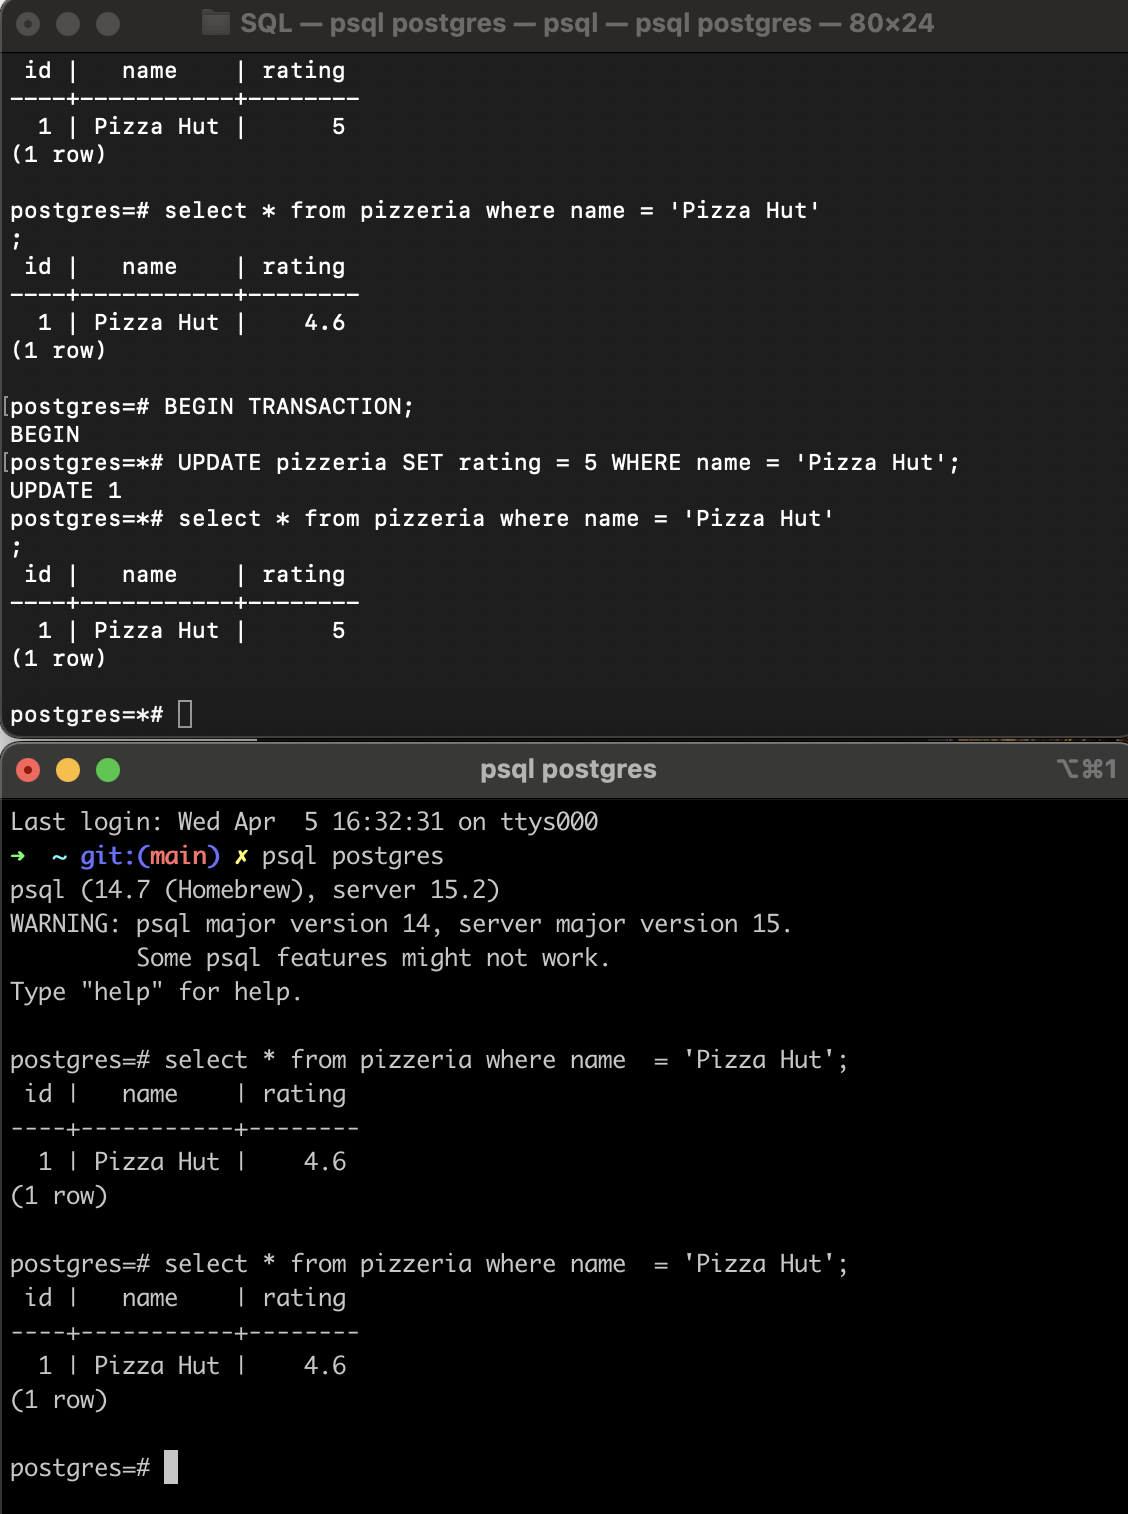 SQL — psql postgres — psql — psql postgres — 80×24
 id |   name    | rating
----+-----------+--------
  1 | Pizza Hut |      5
(1 row)

postgres=# select * from pizzeria where name = 'Pizza Hut'
;
 id |   name    | rating
----+-----------+--------
  1 | Pizza Hut |    4.6
(1 row)

[postgres=# BEGIN TRANSACTION;
BEGIN
[postgres=*# UPDATE pizzeria SET rating = 5 WHERE name = 'Pizza Hut';
UPDATE 1
postgres=*# select * from pizzeria where name = 'Pizza Hut'
;
 id |   name    | rating
----+-----------+--------
  1 | Pizza Hut |      5
(1 row)

postgres=*#
psql postgres ⌥⌘1
Last login: Wed Apr  5 16:32:31 on ttys000
➜  ~ git:(main) ✗ psql postgres
psql (14.7 (Homebrew), server 15.2)
WARNING: psql major version 14, server major version 15.
         Some psql features might not work.
Type "help" for help.

postgres=# select * from pizzeria where name  = 'Pizza Hut';
 id |   name    | rating
----+-----------+--------
  1 | Pizza Hut |    4.6
(1 row)

postgres=# select * from pizzeria where name  = 'Pizza Hut';
 id |   name    | rating
----+-----------+--------
  1 | Pizza Hut |    4.6
(1 row)

postgres=#